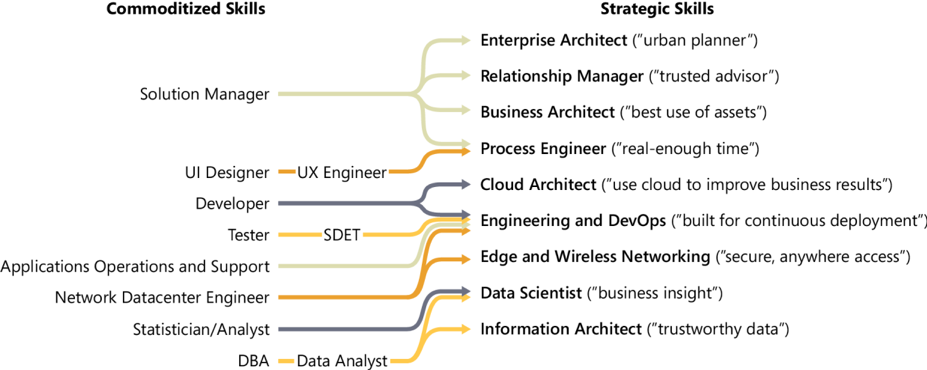 Commoditized Skills
Strategic Skills
Enterprise Architect (”urban planner”)
Relationship Manager (”trusted advisor”)
Solution Manager
Business Architect (”best use of assets”)
Process Engineer (”real-enough time”)
UI Designer UX Engineer
Cloud Architect (”use cloud to improve business results”)
Developer
Engineering and DevOps (”built for continuous deployment”)
Tester SDET
Applications Operations and Support
Edge and Wireless Networking (”secure, anywhere access”)
Network Datacenter Engineer
Data Scientist (”business insight”)
Statistician/Analyst
Information Architect (”trustworthy data”)
DBA Data Analyst